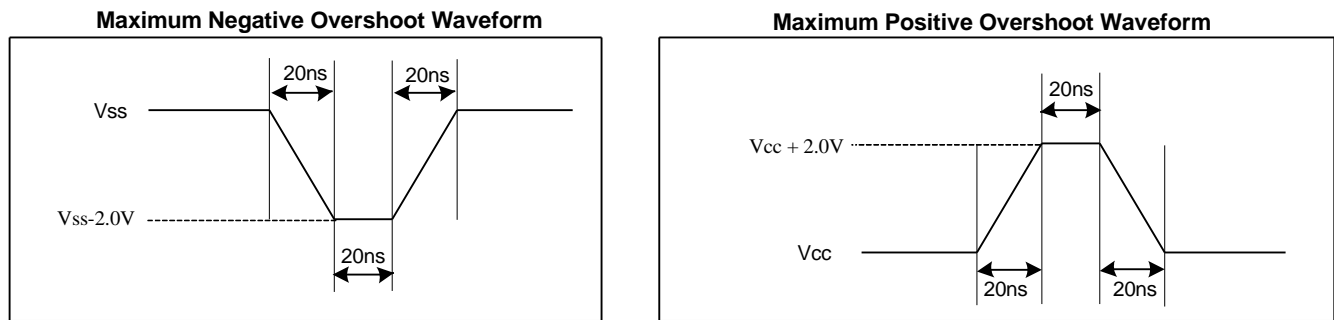 Maximum Negative Overshoot Waveform
20ns
20ns
Vss
Vss-2.0V
20ns
Maximum Positive Overshoot Waveform
20ns
Vcc + 2.0V
Vcc
20ns
20ns